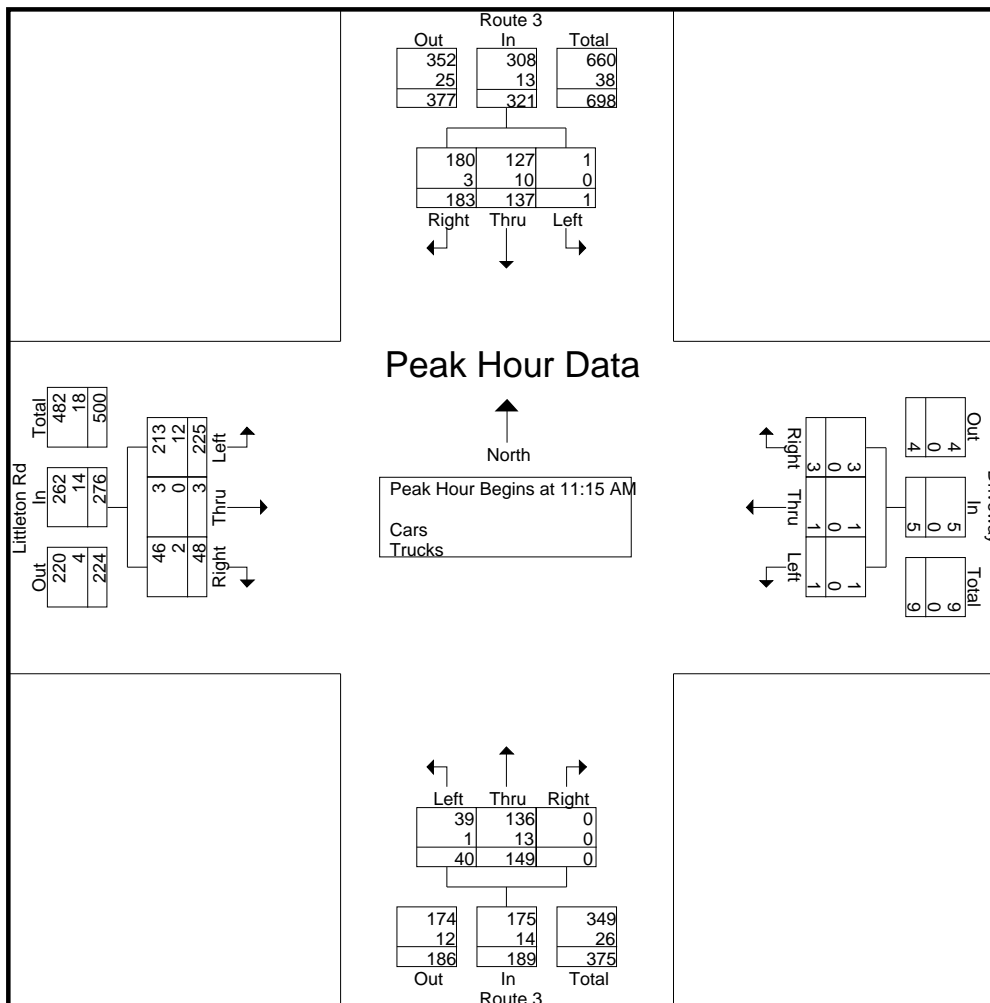 Route 3
Out In Total
352 308 660
25 13 38
377 321 698
180 127 1
3 10 0
183 137 1
Right Thru Left
Peak Hour Data
North
Peak Hour Begins at 11:15 AM
Cars
Trucks
Littleton Rd
Total
482
18
500
In
262
14
276
Out
220
4
224
Left
213
12
225
Thru
3
0
3
Right
46
2
48
Right
3
0
3
Thru
1
0
1
Left
1
0
1
Out
4
0
4
In
5
0
5
Total
9
0
9
Left Thru Right
39 136 0
1 13 0
40 149 0
174 175 349
12 14 26
186 189 375
Out In Total
Route 3